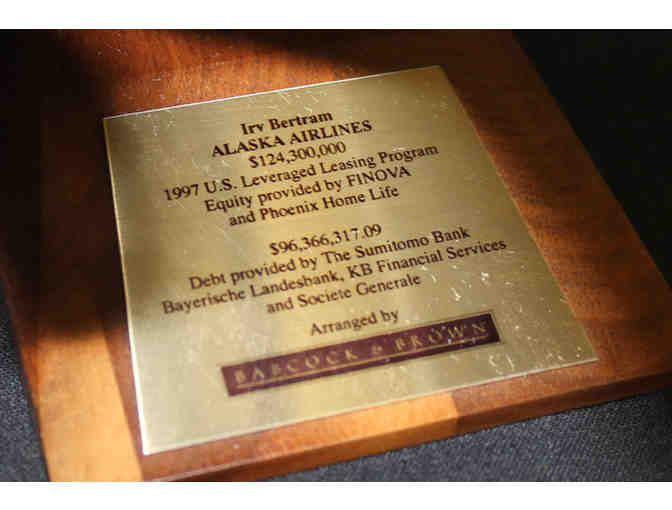 Irv Bertram
ALASKA AIRLINES
$124,300,000
1997 U.S. Leveraged Leasing Program
Equity provided by FINOVA
and Phoenix Home Life
$96,366,317.09
Debt provided by The Sumitomo Bank
Bayerische Landesbank, KB Financial Services
and Societe Generale
Arranged by
BABCOCK & BROWN